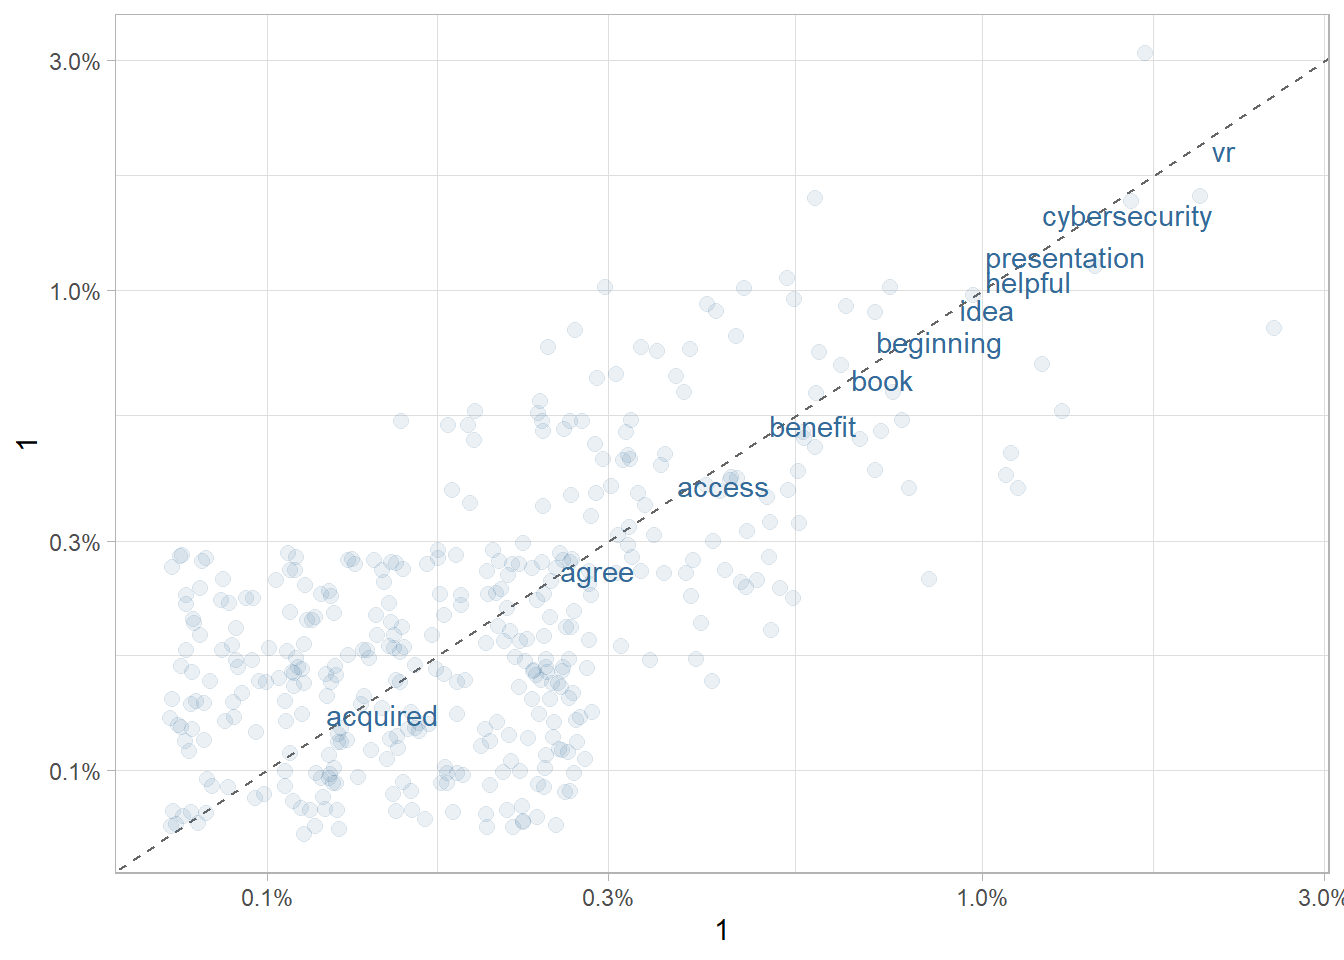 3.0%
vr
cybersecurity
presentation
helpful
1.0%
idea
beginning
book
benefit
1
access
0.3%
agree
acquired
0.1%
0.1%
0.3%
1.0%
3.0%
1